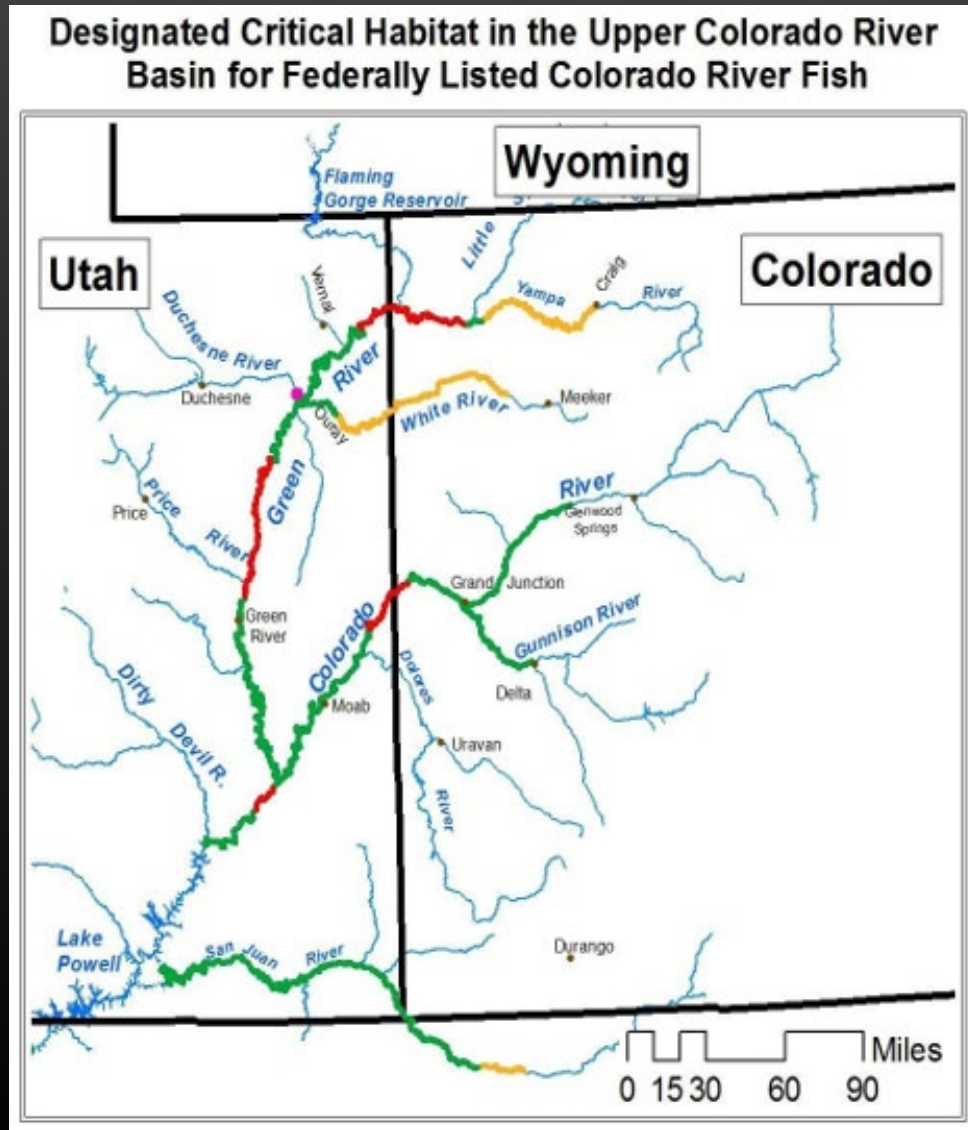 Designated Critical Habitat in the Upper Colorado River
Basin for Federally Listed Colorado River Fish
Wyoming
Flaming
Gorge Reservoir
Little
Utah
Colorado
Vernal
Craig
Yampa
River
Duchesne River
River
Duchesne
Ouray
White River
Meeker
Green
Price
River
Price
River
Glenwood
Springs
Grand Junction
Green
River
Colorado
Gunnison River
Dirty
Devil R.
Moab
Dolores
River
Delta
Uravan
Lake
Powell
San Juan River
Durango
Miles
0 15 30 60 90